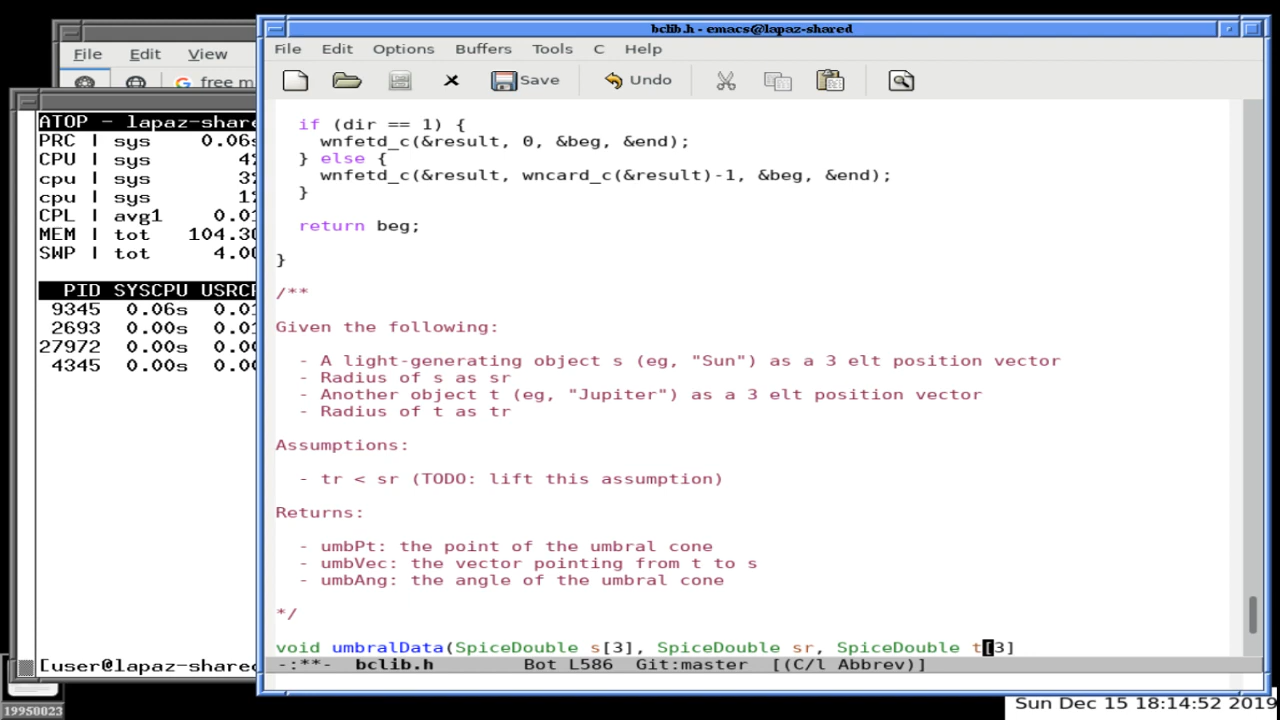 bclib.h - emacs@lapaz-shared
File Edit Options Buffers Tools C Help
Save Undo
if (dir == 1) {
wnfetd_c(&result, 0, &beg, &end);
} else {
wnfetd_c(&result, wncard_c(&result)-1, &beg, &end);
}
return beg;
}
/**
Given the following:
- A light-generating object s (eg, "Sun") as a 3 elt position vector
- Radius of s as sr
- Another object t (eg, "Jupiter") as a 3 elt position vector
- Radius of t as tr
Assumptions:
- tr < sr (TODO: lift this assumption)
Returns:
- umbPt: the point of the umbral cone
- umbVec: the vector pointing from t to s
- umbAng: the angle of the umbral cone
*/
void umbralData(SpiceDouble s[3], SpiceDouble sr, SpiceDouble t[3]
-:**- bclib.h Bot L586 Git:master [(C/l Abbrev)]
File Edit View
free m
ATOP - lapaz-share
PRC | sys 0.06s
CPU | sys 4%
cpu | sys 3%
cpu | sys 1%
CPL | avg1 0.01
MEM | tot 104.30
SWP | tot 4.00
PID SYSCPU USRCP
9345 0.06s 0.01
2693 0.00s 0.01
27972 0.00s 0.00
4345 0.00s 0.00
[user@lapaz-shared
19950023
Sun Dec 15 18:14:52 2019